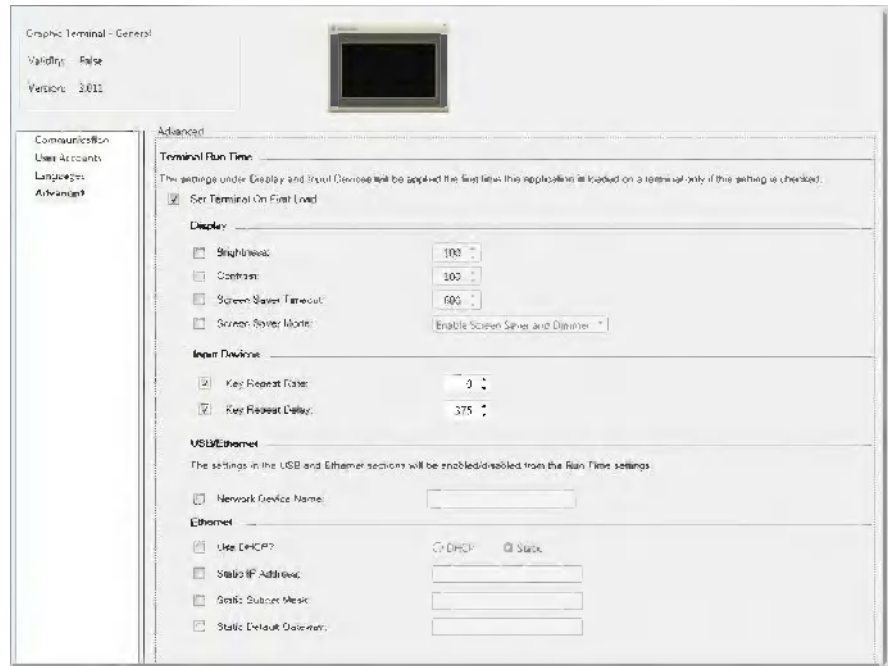 Graphic Terminal - General
Validity: False
Version: 3.011
Communication
User Accounts
Languages
Advanced
Advanced
Terminal Run Time
The settings under Display and Input Devices will be applied the first time this application is loaded on a terminal only if this setting is checked.
Set Terminal On First Load
Display
Brightness: 100
Contrast: 100
Screen Saver Timeout: 600
Screen Saver Mode: Enable Screen Saver and Dimmer
Input Devices
Key Repeat Rate: 0
Key Repeat Delay: 375
USB/Ethernet
The settings in the USB and Ethernet sections will be enabled/disabled from the Run Time settings
Network Device Name:
Ethernet
Use DHCP? DHCP Static
Static IP Address:
Static Subnet Mask:
Static Default Gateway: